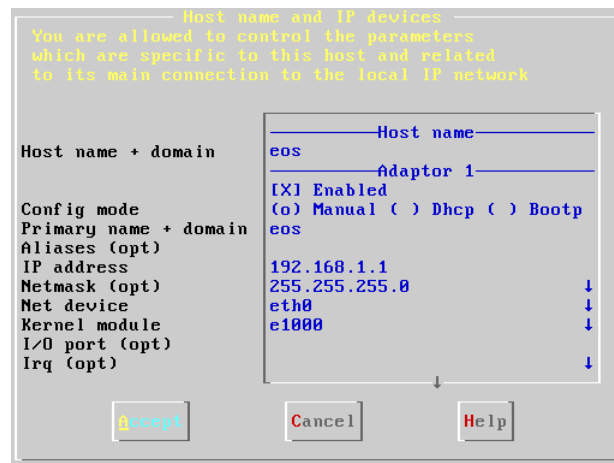 Host name and IP devices
You are allowed to control the parameters
which are specific to this host and related
to its main connection to the local IP network
Host name
Host name + domain eos
Adaptor 1
[X] Enabled
Config mode (o) Manual ( ) Dhcp ( ) Bootp
Primary name + domain eos
Aliases (opt)
IP address 192.168.1.1
Netmask (opt) 255.255.255.0 ↓
Net device eth0 ↓
Kernel module e1000 ↓
I/O port (opt)
Irq (opt) ↓
↓
Accept Cancel Help